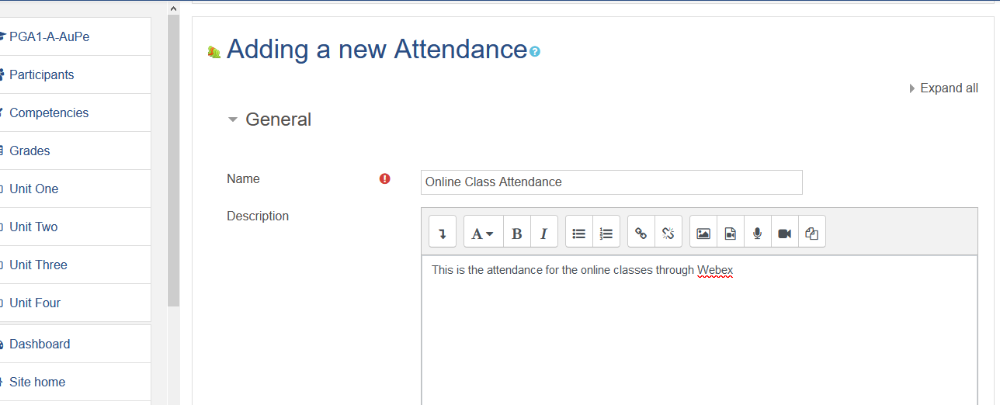 PGA1-A-AuPe
Participants
Competencies
Grades
Unit One
Unit Two
Unit Three
Unit Four
Dashboard
Site home
Adding a new Attendance
Expand all
General
Name
Online Class Attendance
Description
A B I
This is the attendance for the online classes through Webex